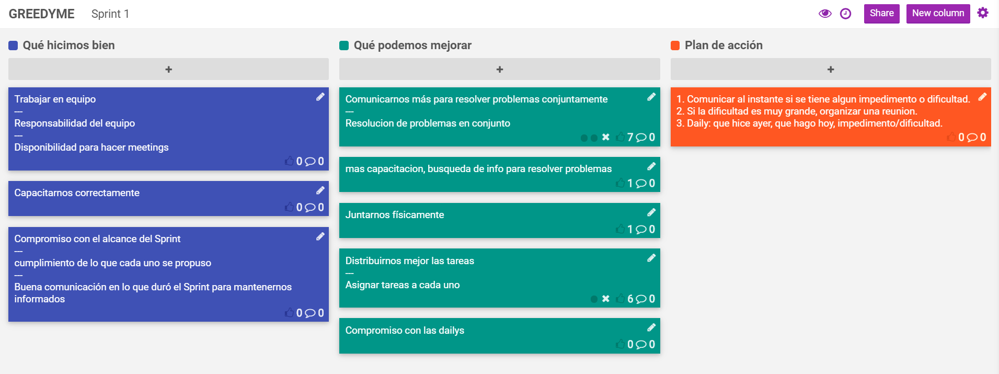 GREEDYME Sprint 1
Share New column
Qué hicimos bien
+
Trabajar en equipo
---
Responsabilidad del equipo
---
Disponibilidad para hacer meetings
0 0
Capacitarnos correctamente
0 0
Compromiso con el alcance del Sprint
---
cumplimiento de lo que cada uno se propuso
---
Buena comunicación en lo que duró el Sprint para mantenernos
informados
0 0
Qué podemos mejorar
+
Comunicarnos más para resolver problemas conjuntamente
---
Resolucion de problemas en conjunto
7 0
mas capacitacion, busqueda de info para resolver problemas
1 0
Juntarnos físicamente
1 0
Distribuirnos mejor las tareas
---
Asignar tareas a cada uno
6 0
Compromiso con las dailys
0 0
Plan de acción
+
1. Comunicar al instante si se tiene algun impedimento o dificultad.
2. Si la dificultad es muy grande, organizar una reunion.
3. Daily: que hice ayer, que hago hoy, impedimento/dificultad.
0 0